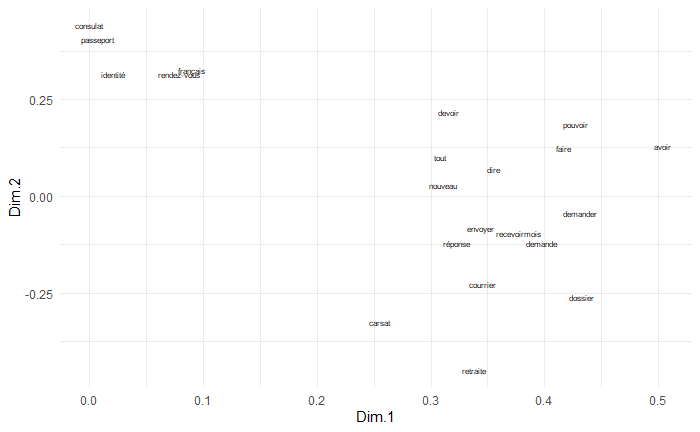 consulat
passeport
français
identité
rendez-vous
0.25
devoir
pouvoir
avoir
faire
tout
dire
nouveau
0.00
demander
envoyer
recevoir
mois
réponse
demande
courrier
dossier
-0.25
carsat
retraite
Dim.2
0.0
0.1
0.2
0.3
0.4
0.5
Dim.1